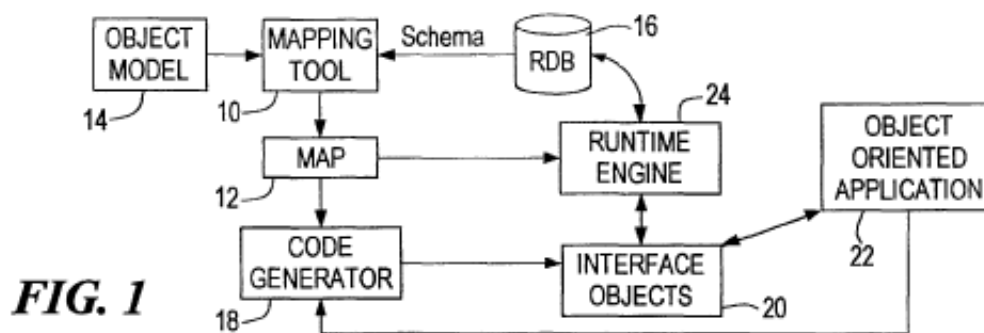 OBJECT
MODEL
14
MAPPING
TOOL
10
Schema
RDB
16
MAP
12
RUNTIME
ENGINE
24
OBJECT
ORIENTED
APPLICATION
22
CODE
GENERATOR
18
INTERFACE
OBJECTS
20
FIG. 1